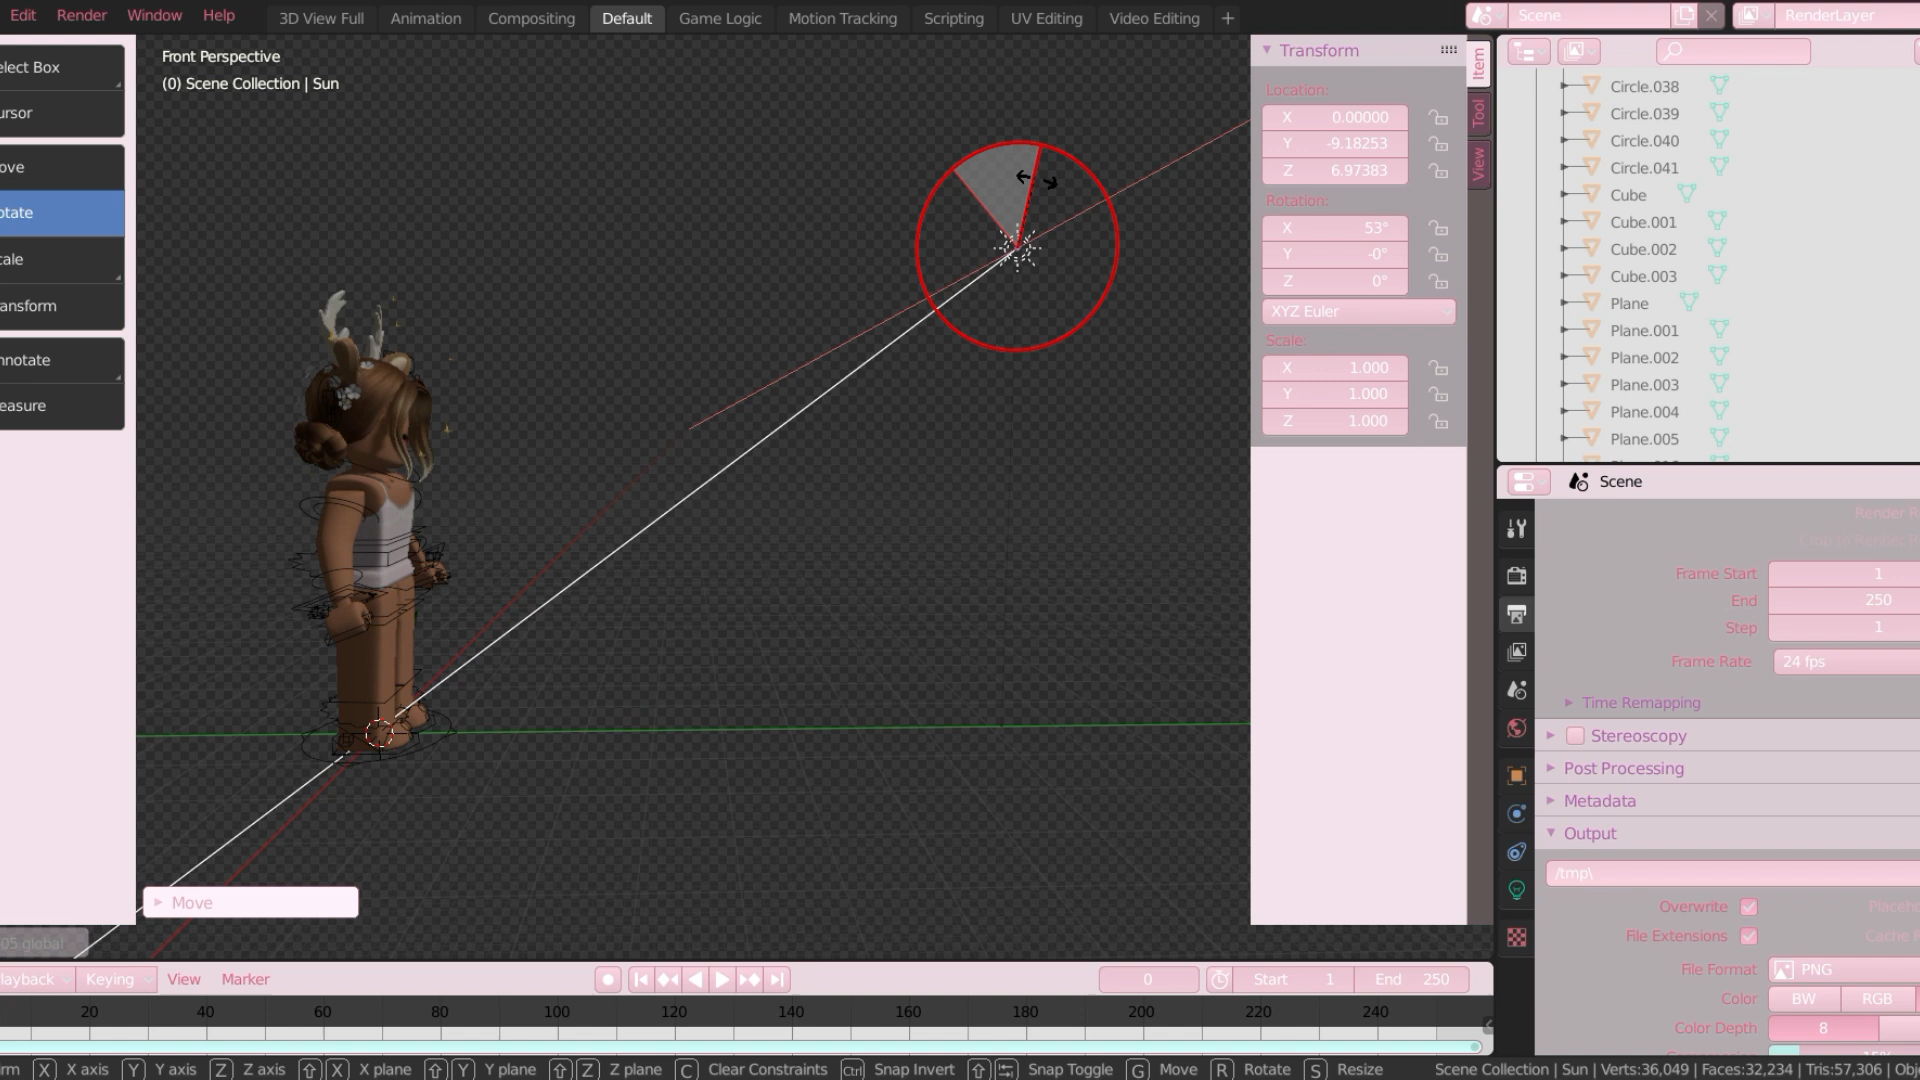 Edit Render Window Help 3D View Full Animation Compositing Default Game Logic Motion Tracking Scripting UV Editing Video Editing + Scene RenderLayer
elect Box
ursor
ove
otate
cale
ansform
nnotate
easure
Front Perspective
(0) Scene Collection | Sun
Move
05 global
Transform
Location:
X 0.00000
Y -9.18253
Z 6.97383
Rotation:
X 53°
Y -0°
Z 0°
XYZ Euler
Scale:
X 1.000
Y 1.000
Z 1.000
Item
Tool
View
Circle.038
Circle.039
Circle.040
Circle.041
Cube
Cube.001
Cube.002
Cube.003
Plane
Plane.001
Plane.002
Plane.003
Plane.004
Plane.005
Scene
Render R
Crop to Render R
Frame Start 1
End 250
Step 1
Frame Rate 24 fps
Time Remapping
Stereoscopy
Post Processing
Metadata
Output
/tmp\
Overwrite Placeho
File Extensions Cache R
File Format PNG
Color BW RGB
Color Depth 8
layback Keying View Marker 0 Start 1 End 250
20 40 60 80 100 120 140 160 180 200 220 240
rm X X axis Y Y axis Z Z axis X X plane Y Y plane Z Z plane C Clear Constraints Ctrl Snap Invert Snap Toggle G Move R Rotate S Resize Scene Collection | Sun | Verts:36,049 | Faces:32,234 | Tris:57,306 | Obj